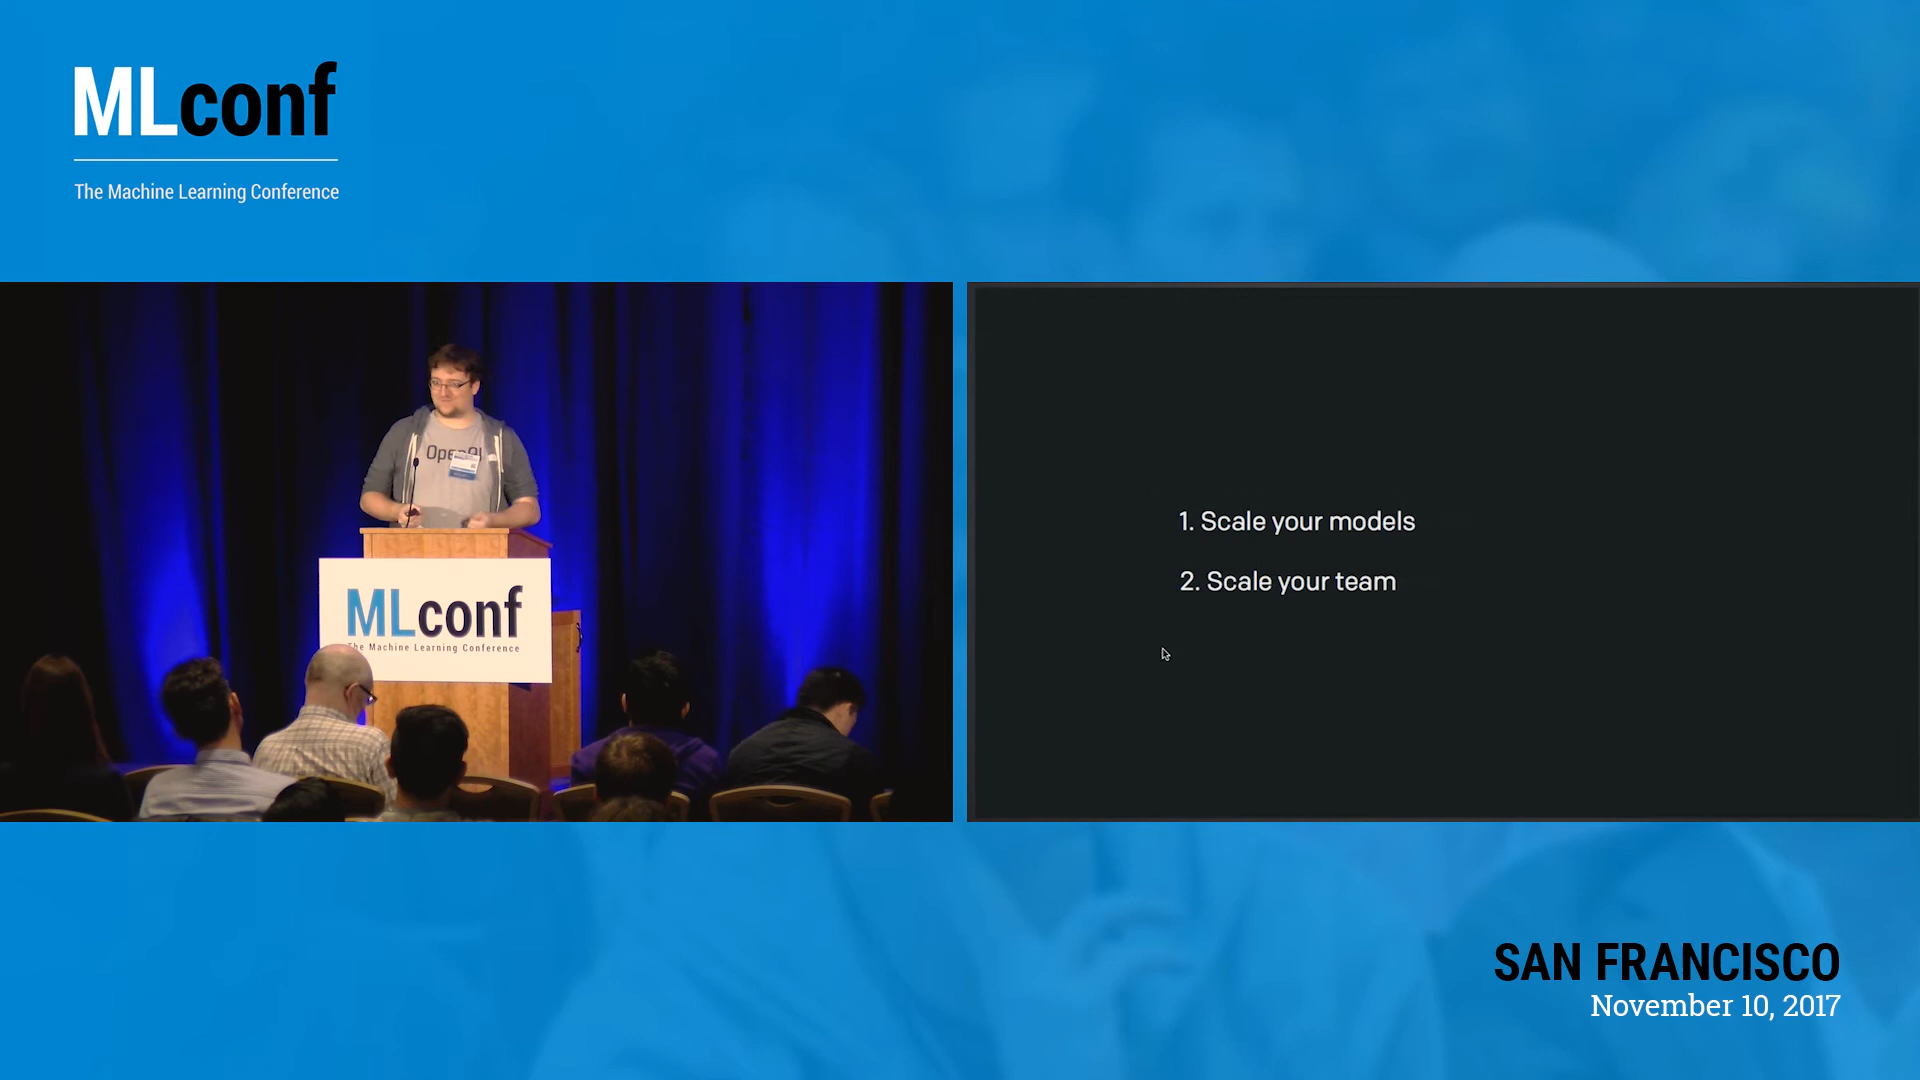 MLconf
The Machine Learning Conference
1. Scale your models
2. Scale your team
MLconf
The Machine Learning Conference
SAN FRANCISCO
November 10, 2017